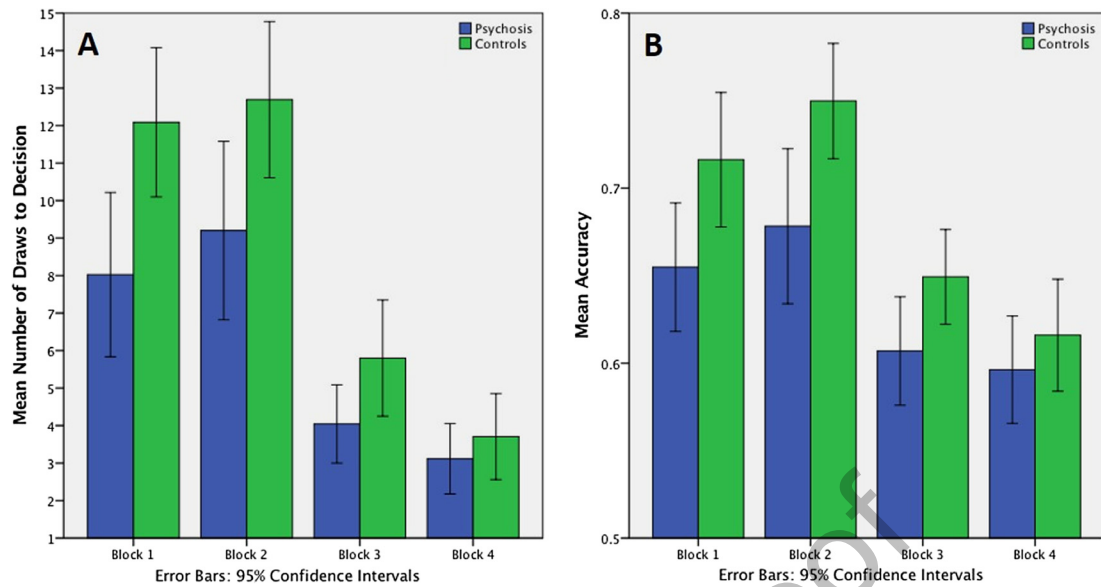 A
Psychosis
Controls
Mean Number of Draws to Decision
15
14
13
12
11
10
9
8
7
6
5
4
3
2
1
Block 1 Block 2 Block 3 Block 4
Error Bars: 95% Confidence Intervals
B
Psychosis
Controls
Mean Accuracy
0.8
0.7
0.6
0.5
Block 1 Block 2 Block 3 Block 4
Error Bars: 95% Confidence Intervals
oof